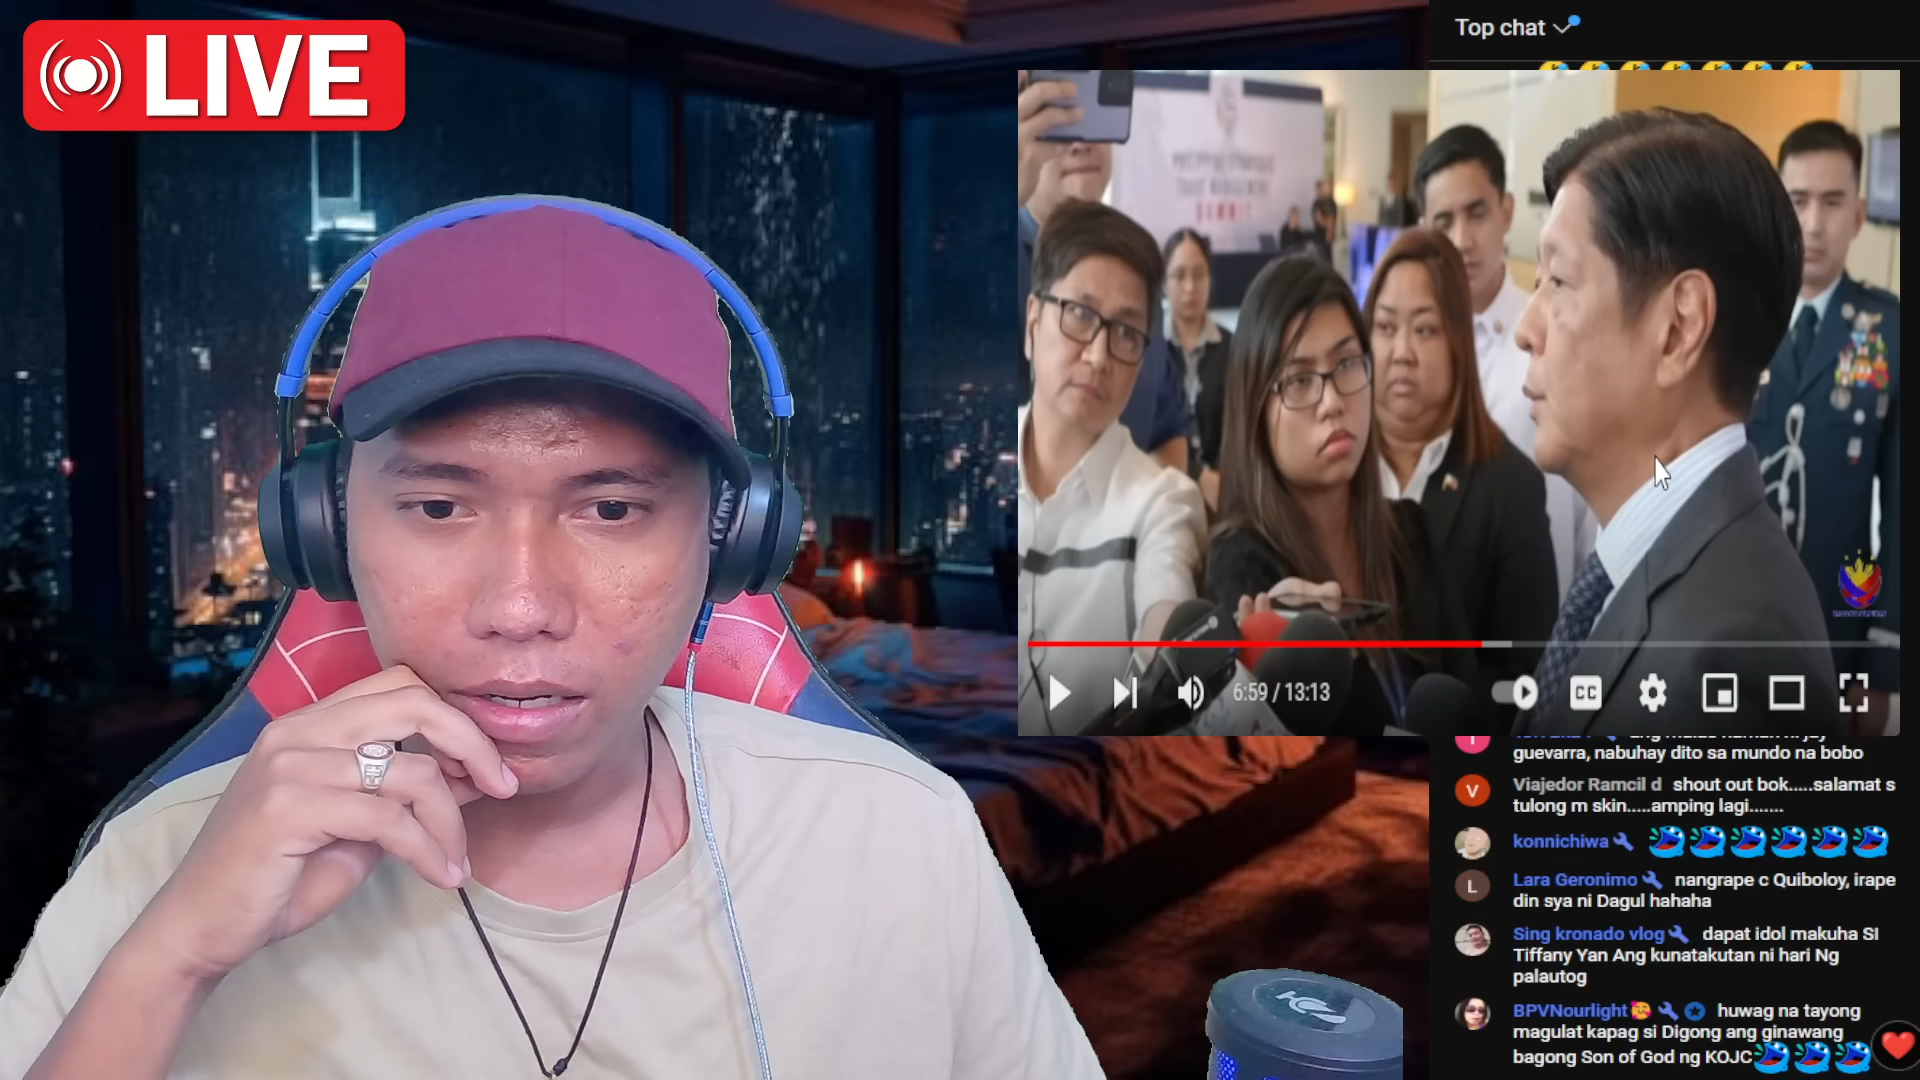 LIVE
Top chat
SUMMIT
6:59 / 13:13
CC
guevarra, nabuhay dito sa mundo na bobo
V
Viajedor Ramcil d shout out bok.....salamat s
tulong m skin.....amping lagi.......
konnichiwa
L
Lara Geronimo nangrape c Quiboloy, irape
din sya ni Dagul hahaha
Sing kronado vlog dapat idol makuha SI
Tiffany Yan Ang kunatakutan ni hari Ng
palautog
BPVNourlight huwag na tayong
magulat kapag si Digong ang ginawang
bagong Son of God ng KOJC